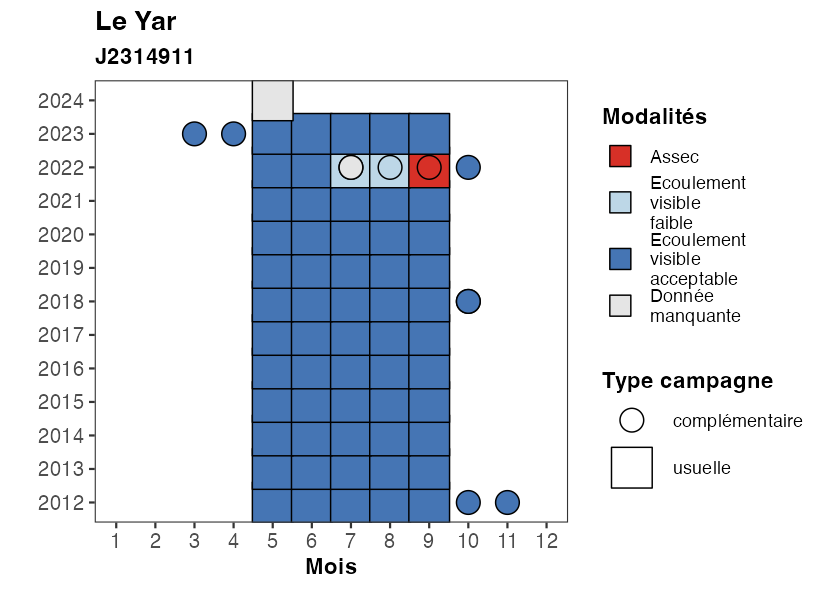 Le Yar
J2314911
2024
2023
2022
2021
2020
2019
2018
2017
2016
2015
2014
2013
2012
1 2 3 4 5 6 7 8 9 10 11 12
Mois
Modalités
Assec
Ecoulement
visible
faible
Ecoulement
visible
acceptable
Donnée
manquante
Type campagne
complémentaire
usuelle